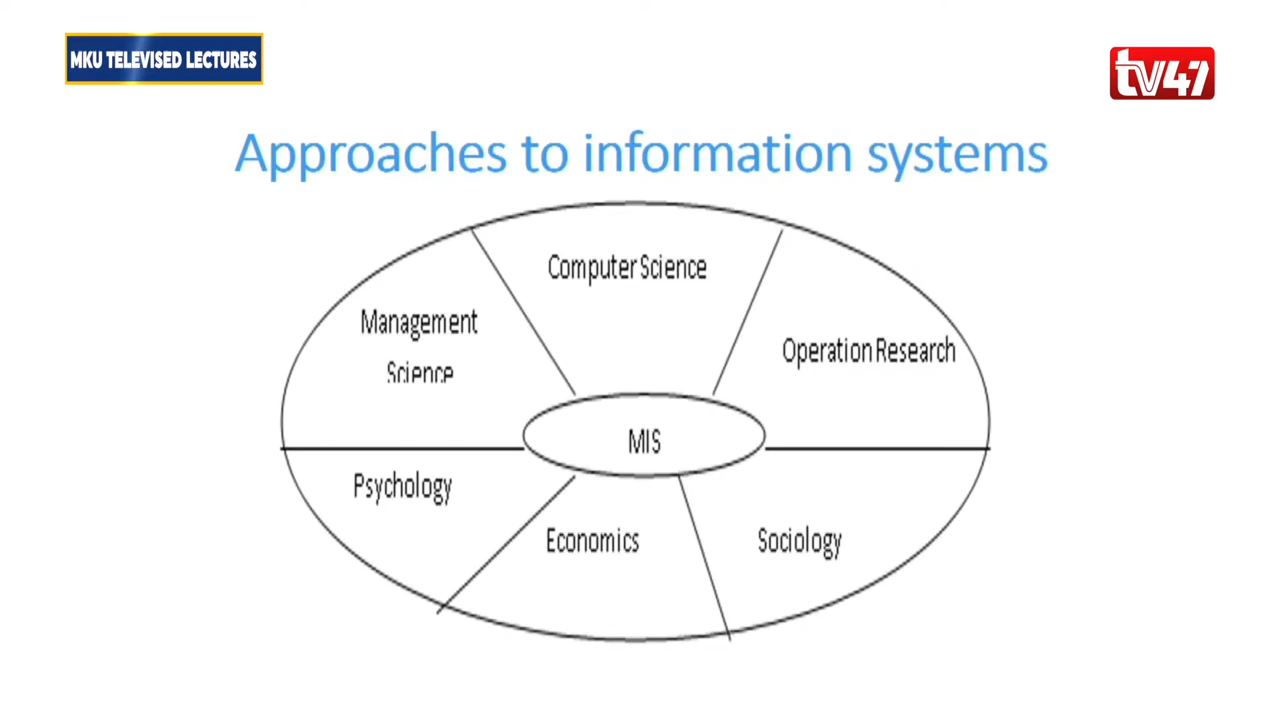 MKU TELEVISED LECTURES
tv47
Approaches to information systems
Computer Science
Management
Science
Operation Research
MIS
Psychology
Economics
Sociology